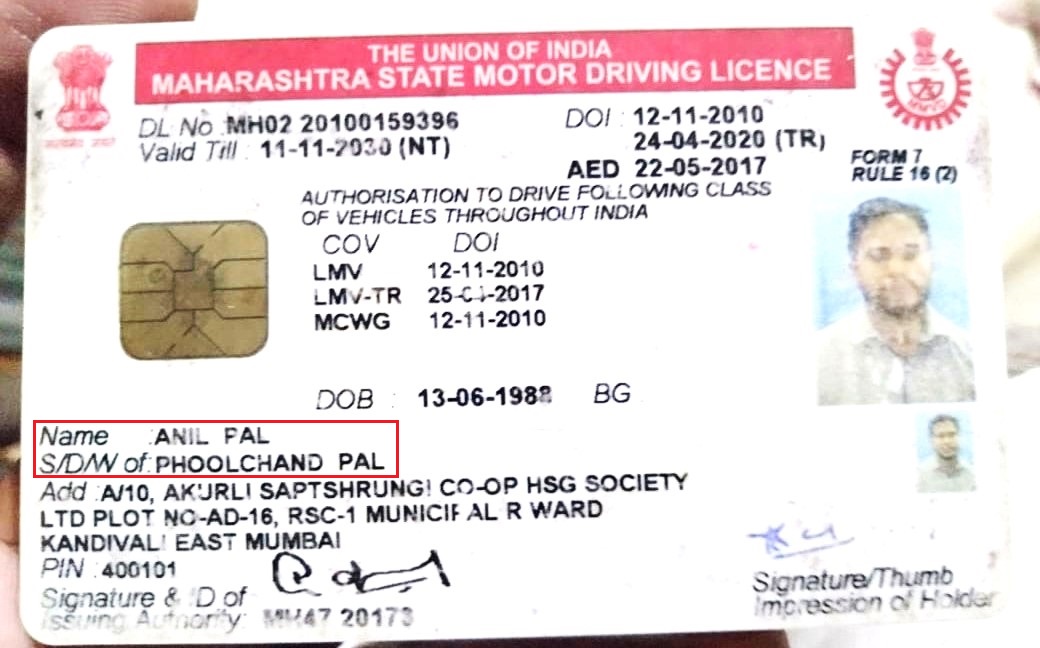 THE UNION OF INDIA
MAHARASHTRA STATE MOTOR DRIVING LICENCE
DL No : MH02 20100159396 DOI : 12-11-2010
Valid Till : 11-11-2030 (NT) 24-04-2020 (TR)
AED 22-05-2017
FORM 7
RULE 16 (2)
AUTHORISATION TO DRIVE FOLLOWING CLASS
OF VEHICLES THROUGHOUT INDIA
COV DOI
LMV 12-11-2010
LMV-TR 2017
MCWG 12-11-2010
DOB : 13-06-1988 BG
Name : ANIL PAL
S/D/W of : PHOOLCHAND PAL
Add : A/10, AKURLI SAPTSHRUNGI CO-OP HSG SOCIETY
LTD PLOT NO-AD-16, RSC-1 MUNICIPAL R WARD
KANDIVALI EAST MUMBAI
PIN : 400101
Signature & ID of
Issuing Authority: MH47 20173
Signature/Thumb
Impression of Holder